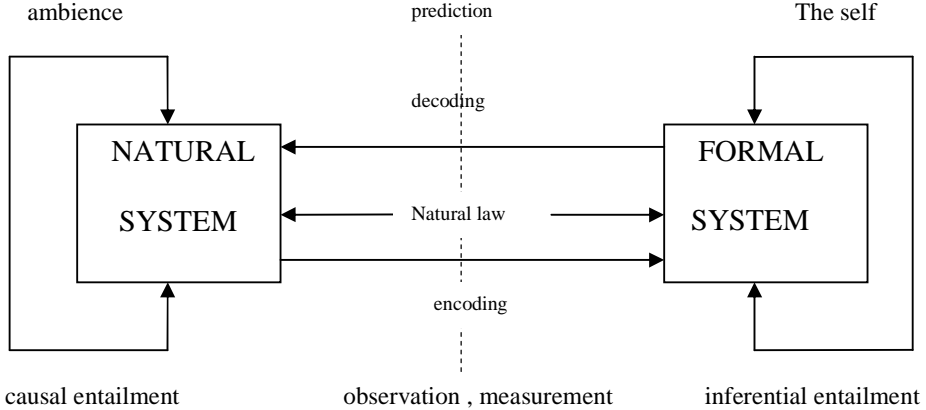 ambience
prediction
The self
decoding
NATURAL
SYSTEM
FORMAL
SYSTEM
Natural law
encoding
causal entailment
observation , measurement
inferential entailment